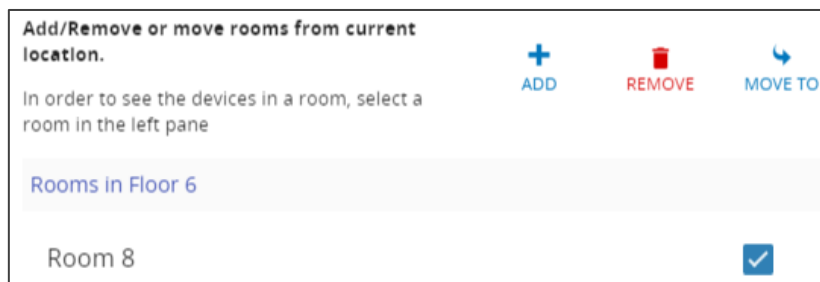 Add/Remove or move rooms from current
location.
ADD
REMOVE
MOVE TO
In order to see the devices in a room, select a
room in the left pane
Rooms in Floor 6
Room 8